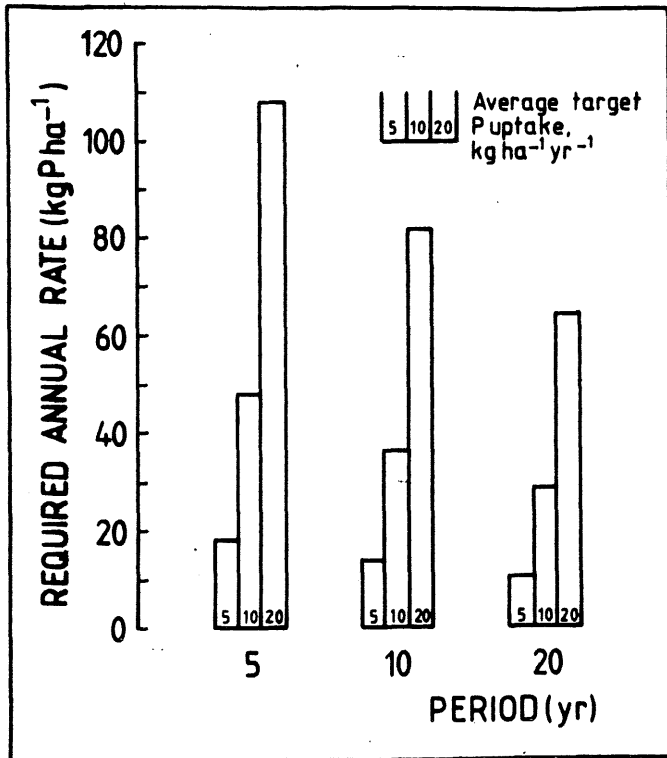 REQUIRED ANNUAL RATE (kgPha⁻¹)
120
100
80
60
40
20
0
5 10 20
Average target
P uptake,
kg ha⁻¹ yr⁻¹
5 10 20
5 10 20
5 10 20
5
10
20
PERIOD (yr)